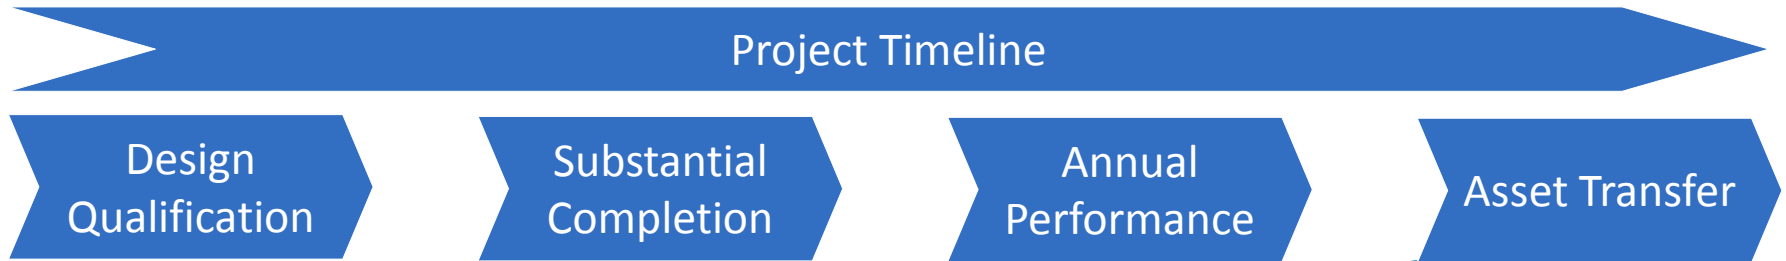 Project Timeline
Design
Qualification
Substantial
Completion
Annual
Performance
Asset Transfer